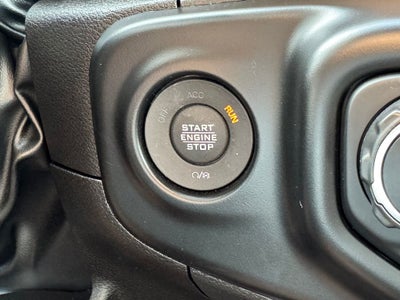 OFF
ACC
RUN
START
ENGINE
STOP